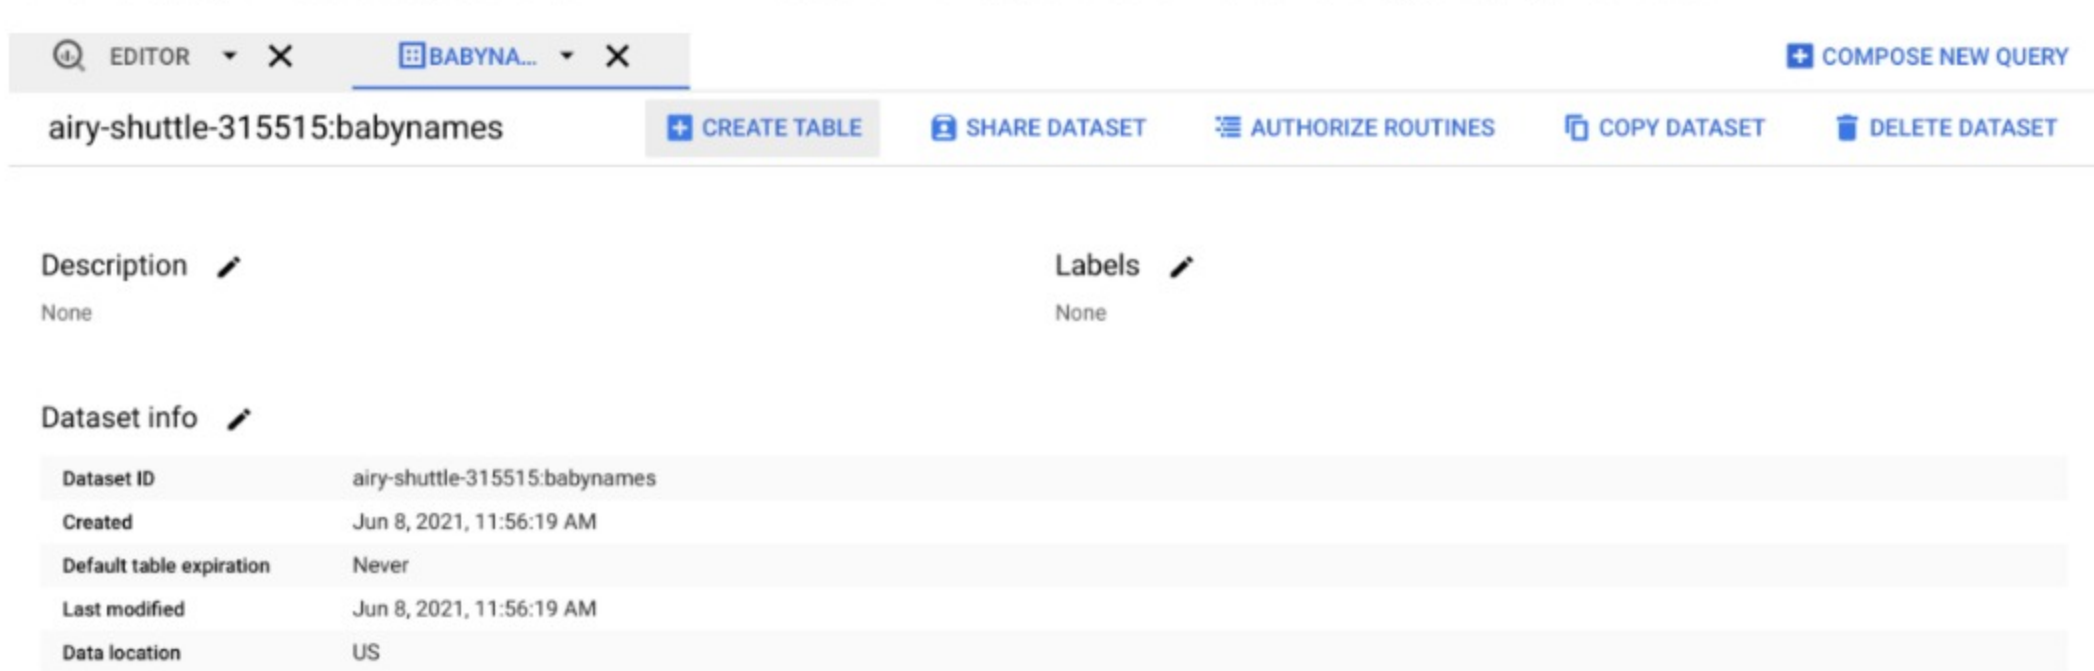 EDITOR BABYNA... COMPOSE NEW QUERY
airy-shuttle-315515:babynames CREATE TABLE SHARE DATASET AUTHORIZE ROUTINES COPY DATASET DELETE DATASET
Description Labels
None None
Dataset info
Dataset ID airy-shuttle-315515:babynames
Created Jun 8, 2021, 11:56:19 AM
Default table expiration Never
Last modified Jun 8, 2021, 11:56:19 AM
Data location US